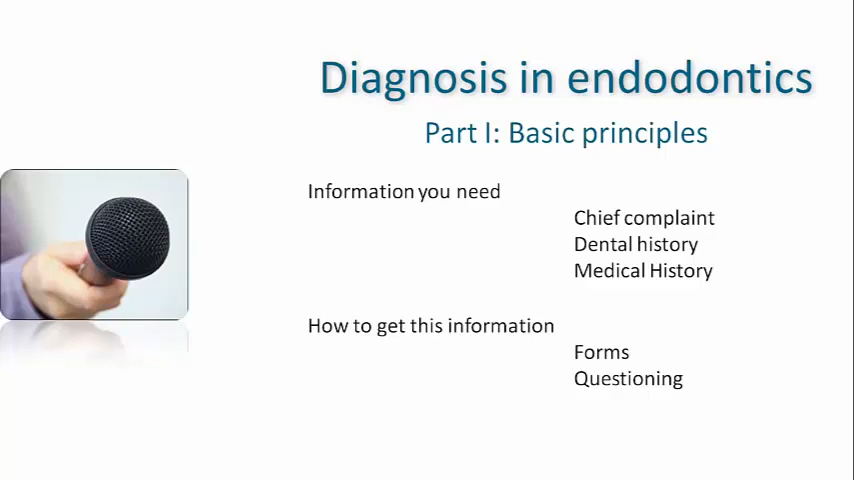 Diagnosis in endodontics
Part I: Basic principles
Information you need
Chief complaint
Dental history
Medical History
How to get this information
Forms
Questioning